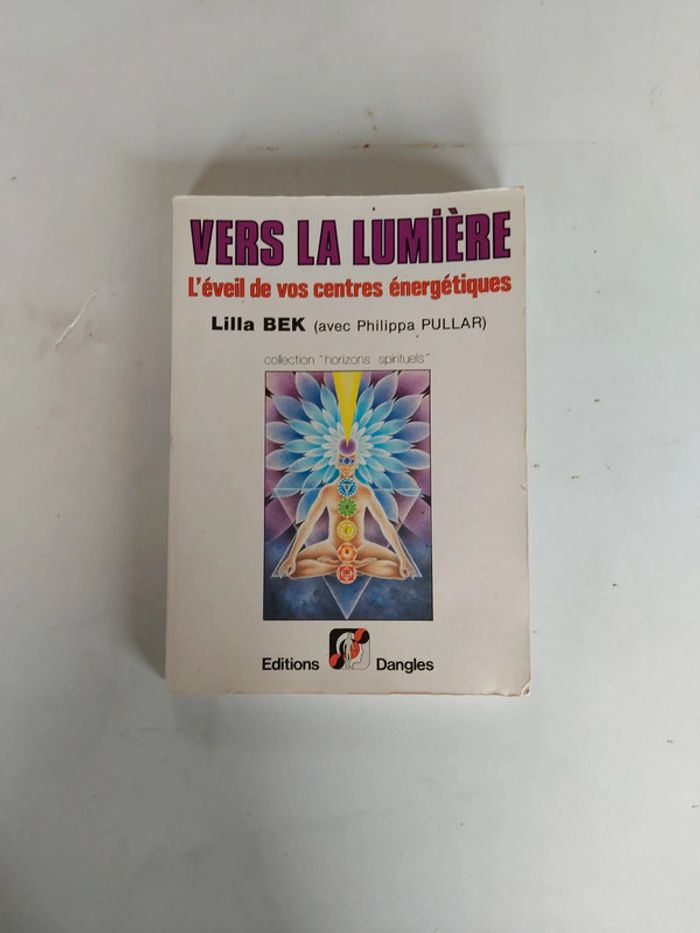 VERS LA LUMIÈRE
L'éveil de vos centres énergétiques
Lilla BEK (avec Philippa PULLAR)
collection "horizons spirituels"
Editions Dangles